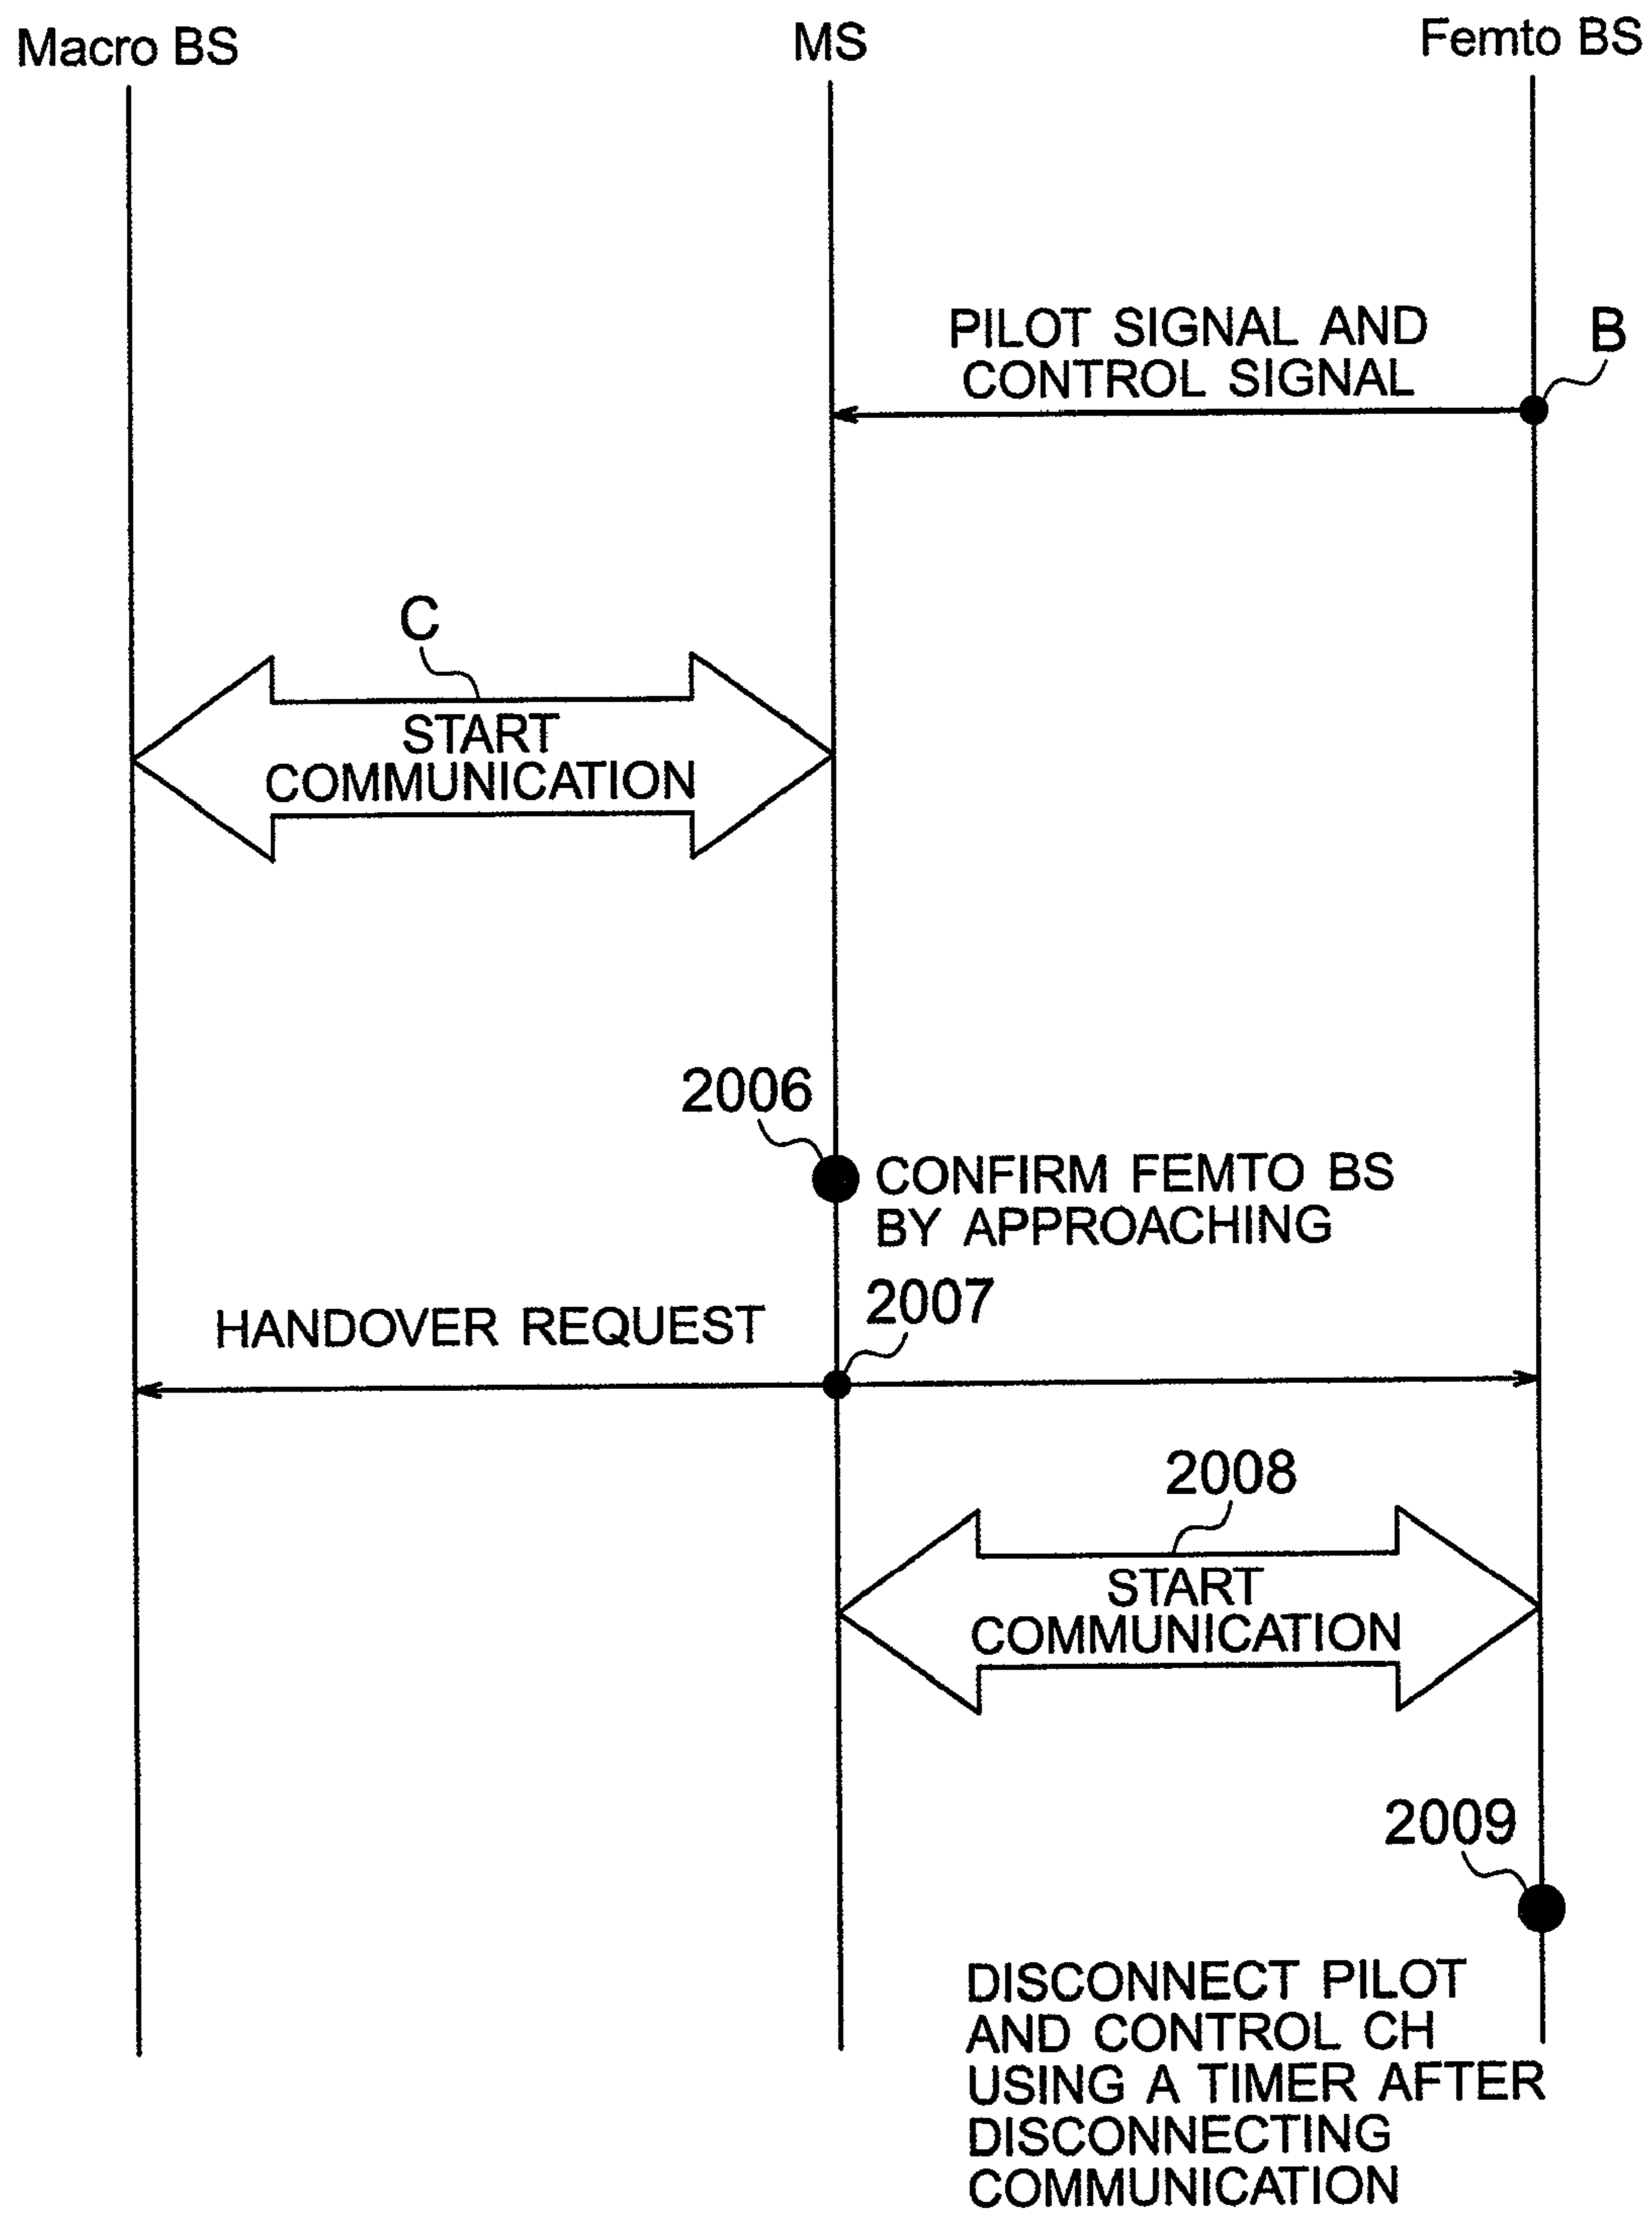 Macro BS
MS
Femto BS
PILOT SIGNAL AND
CONTROL SIGNAL
B
C
START
COMMUNICATION
2006
CONFIRM FEMTO BS
BY APPROACHING
2007
HANDOVER REQUEST
2008
START
COMMUNICATION
2009
DISCONNECT PILOT
AND CONTROL CH
USING A TIMER AFTER
DISCONNECTING
COMMUNICATION